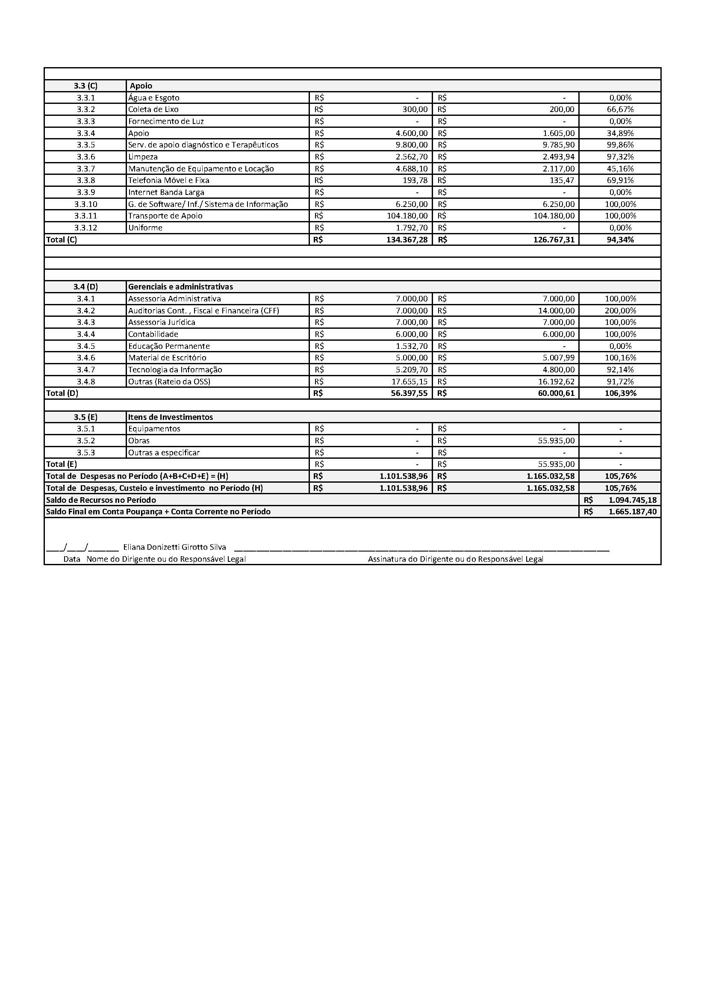 3.3 (C) Apoio
3.3.1 Água e Esgoto R$ - R$ - 0,00%
3.3.2 Coleta de Lixo R$ 300,00 R$ 200,00 66,67%
3.3.3 Fornecimento de Luz R$ - R$ - 0,00%
3.3.4 Apoio R$ 4.600,00 R$ 1.605,00 34,89%
3.3.5 Serv. de apoio diagnóstico e Terapêuticos R$ 9.800,00 R$ 9.785,90 99,86%
3.3.6 Limpeza R$ 2.562,70 R$ 2.493,94 97,32%
3.3.7 Manutenção de Equipamento e Locação R$ 4.688,10 R$ 2.117,00 45,16%
3.3.8 Telefonia Móvel e Fixa R$ 193,78 R$ 135,47 69,91%
3.3.9 Internet Banda Larga R$ - R$ - 0,00%
3.3.10 G. de Software/ Inf./ Sistema de Informação R$ 6.250,00 R$ 6.250,00 100,00%
3.3.11 Transporte de Apoio R$ 104.180,00 R$ 104.180,00 100,00%
3.3.12 Uniforme R$ 1.792,70 R$ - 0,00%
Total (C) R$ 134.367,28 R$ 126.767,31 94,34%
3.4 (D) Gerenciais e administrativas
3.4.1 Assessoria Administrativa R$ 7.000,00 R$ 7.000,00 100,00%
3.4.2 Auditorias Cont. , Fiscal e Financeira (CFF) R$ 7.000,00 R$ 14.000,00 200,00%
3.4.3 Assessoria Jurídica R$ 7.000,00 R$ 7.000,00 100,00%
3.4.4 Contabilidade R$ 6.000,00 R$ 6.000,00 100,00%
3.4.5 Educação Permanente R$ 1.532,70 R$ - 0,00%
3.4.6 Material de Escritório R$ 5.000,00 R$ 5.007,99 100,16%
3.4.7 Tecnologia da Informação R$ 5.209,70 R$ 4.800,00 92,14%
3.4.8 Outras (Rateio da OSS) R$ 17.655,15 R$ 16.192,62 91,72%
Total (D) R$ 56.397,55 R$ 60.000,61 106,39%
3.5 (E) Itens de Investimentos
3.5.1 Equipamentos R$ - R$ - -
3.5.2 Obras R$ - R$ 55.935,00 -
3.5.3 Outras a especificar R$ - R$ - -
Total (E) R$ - R$ 55.935,00 -
Total de Despesas no Período (A+B+C+D+E) = (H) R$ 1.101.538,96 R$ 1.165.032,58 105,76%
Total de Despesas, Custeio e investimento no Período (H) R$ 1.101.538,96 R$ 1.165.032,58 105,76%
Saldo de Recursos no Período R$ 1.094.745,18
Saldo Final em Conta Poupança + Conta Corrente no Período R$ 1.665.187,40
____/____/_______ Eliana Donizetti Girotto Silva ____________________
Data Nome do Dirigente ou do Responsável Legal Assinatura do Dirigente ou do Responsável Legal